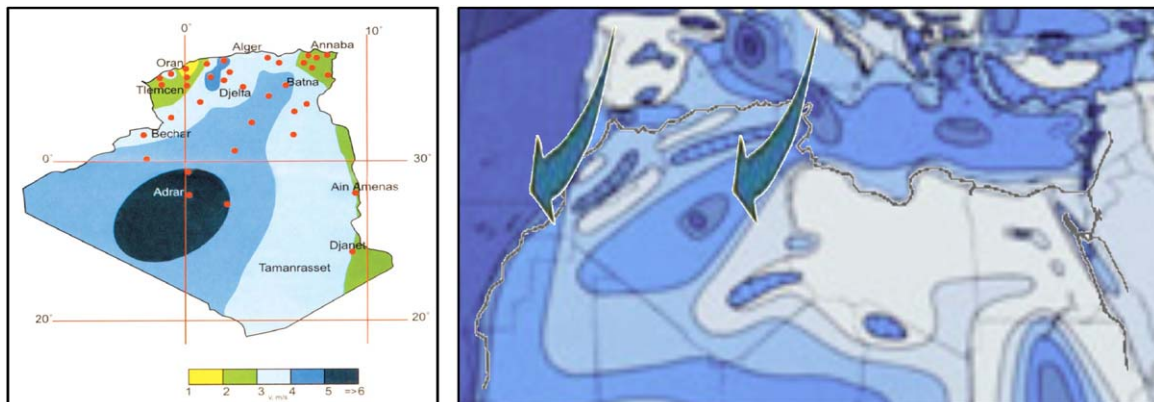 0° 10°
Alger Annaba
Oran
Tlemcen Djelfa Batna
Bechar
0° 30°
Adrar Ain Amenas
Djanet
Tamanrasset
20° 20°
1 2 3 4 5 =>6
v. m/s